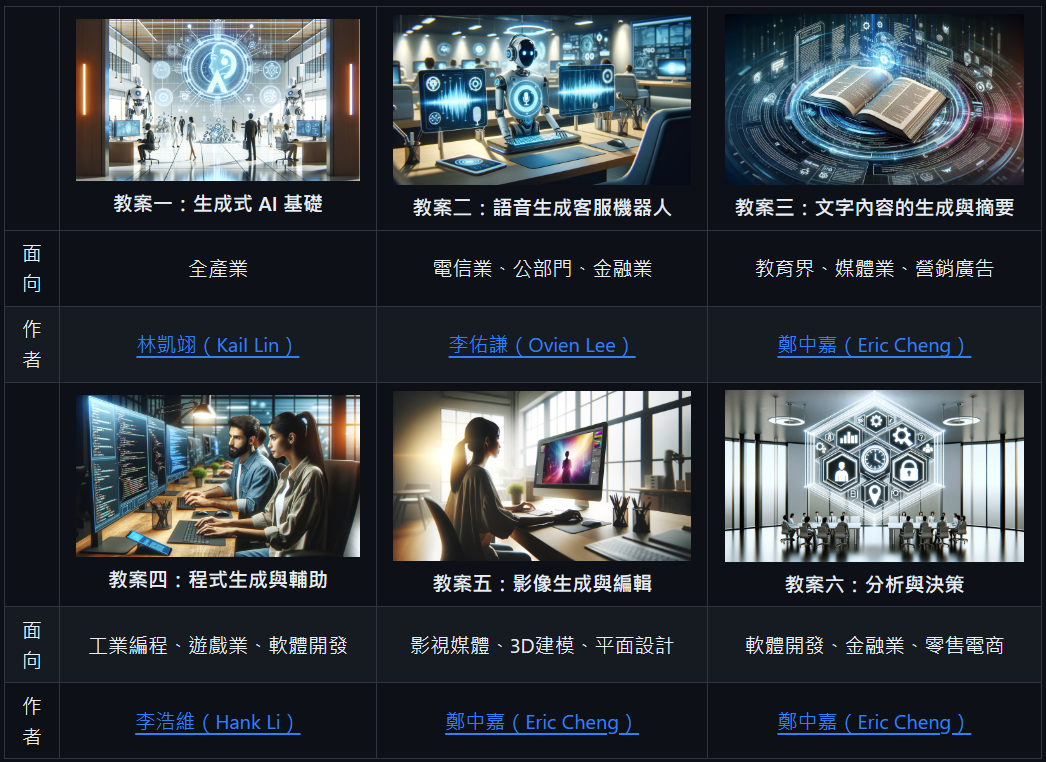 教案一：生成式 AI 基礎
教案二：語音生成客服機器人
教案三：文字內容的生成與摘要
面向
全產業
電信業、公部門、金融業
教育界、媒體業、營銷廣告
作者
林凱翊（Kail Lin）
李佑謙（Ovien Lee）
鄭中嘉（Eric Cheng）
教案四：程式生成與輔助
教案五：影像生成與編輯
教案六：分析與決策
面向
工業編程、遊戲業、軟體開發
影視媒體、3D建模、平面設計
軟體開發、金融業、零售電商
作者
李浩維（Hank Li）
鄭中嘉（Eric Cheng）
鄭中嘉（Eric Cheng）